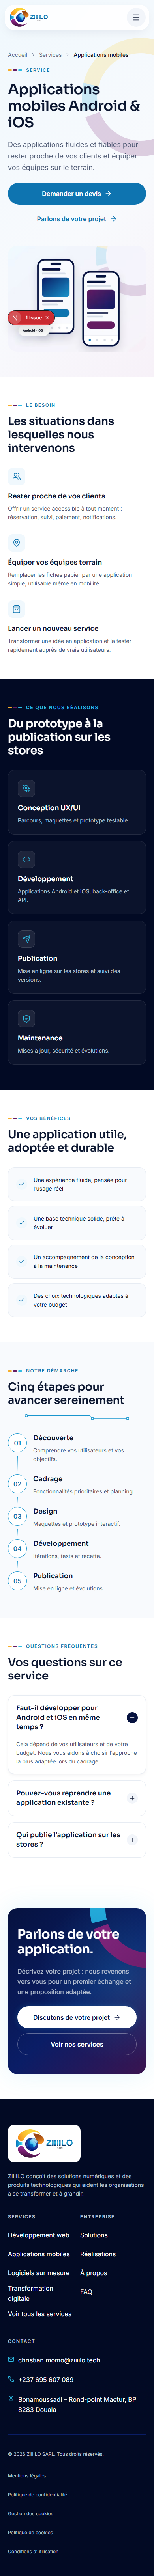 ZIIIILO
Accueil > Services > Applications mobiles
SERVICE
Applications
mobiles Android &
iOS
Des applications fluides et fiables pour
rester proche de vos clients et équiper
vos équipes sur le terrain.
Demander un devis →
Parlons de votre projet →
N 1 Issue ×
Android · iOS
LE BESOIN
Les situations dans
lesquelles nous
intervenons
Rester proche de vos clients
Offrir un service accessible à tout moment :
réservation, suivi, paiement, notifications.
Équiper vos équipes terrain
Remplacer les fiches papier par une application
simple, utilisable même en mobilité.
Lancer un nouveau service
Transformer une idée en application et la tester
rapidement auprès de vrais utilisateurs.
CE QUE NOUS RÉALISONS
Du prototype à la
publication sur les
stores
Conception UX/UI
Parcours, maquettes et prototype testable.
Développement
Applications Android et iOS, back-office et
API.
Publication
Mise en ligne sur les stores et suivi des
versions.
Maintenance
Mises à jour, sécurité et évolutions.
VOS BÉNÉFICES
Une application utile,
adoptée et durable
Une expérience fluide, pensée pour
l'usage réel
Une base technique solide, prête à
évoluer
Un accompagnement de la conception
à la maintenance
Des choix technologiques adaptés à
votre budget
NOTRE DÉMARCHE
Cinq étapes pour
avancer sereinement
01 Découverte
Comprendre vos utilisateurs et vos
objectifs.
02 Cadrage
Fonctionnalités prioritaires et planning.
03 Design
Maquettes et prototype interactif.
04 Développement
Itérations, tests et recette.
05 Publication
Mise en ligne et évolutions.
QUESTIONS FRÉQUENTES
Vos questions sur ce
service
Faut-il développer pour
Android et iOS en même
temps ?
Cela dépend de vos utilisateurs et de votre
budget. Nous vous aidons à choisir l'approche
la plus adaptée lors du cadrage.
Pouvez-vous reprendre une
application existante ?
Qui publie l'application sur les
stores ?
Parlons de votre
application.
Décrivez votre projet : nous revenons
vers vous pour un premier échange et
une proposition adaptée.
Discutons de votre projet →
Voir nos services
ZIIIILO
ZIIIILO conçoit des solutions numériques et des
produits technologiques qui aident les organisations
à se transformer et à grandir.
SERVICES
Développement web
Applications mobiles
Logiciels sur mesure
Transformation
digitale
Voir tous les services
ENTREPRISE
Solutions
Réalisations
À propos
FAQ
CONTACT
christian.momo@ziiiilo.tech
+237 695 607 089
Bonamoussadi – Rond-point Maetur, BP
8283 Douala
© 2026 ZIIIILO SARL. Tous droits réservés.
Mentions légales
Politique de confidentialité
Gestion des cookies
Politique de cookies
Conditions d'utilisation